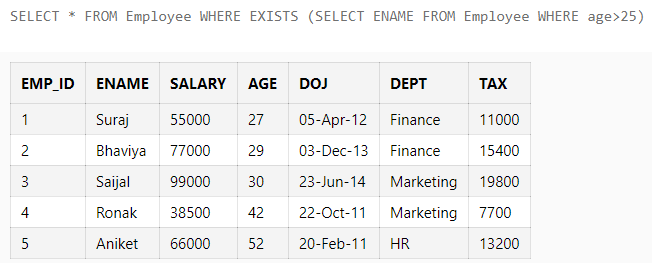 SELECT * FROM Employee WHERE EXISTS (SELECT ENAME FROM Employee WHERE age>25)
EMP_ID ENAME SALARY AGE DOJ DEPT TAX
1 Suraj 55000 27 05-Apr-12 Finance 11000
2 Bhaviya 77000 29 03-Dec-13 Finance 15400
3 Saijal 99000 30 23-Jun-14 Marketing 19800
4 Ronak 38500 42 22-Oct-11 Marketing 7700
5 Aniket 66000 52 20-Feb-11 HR 13200